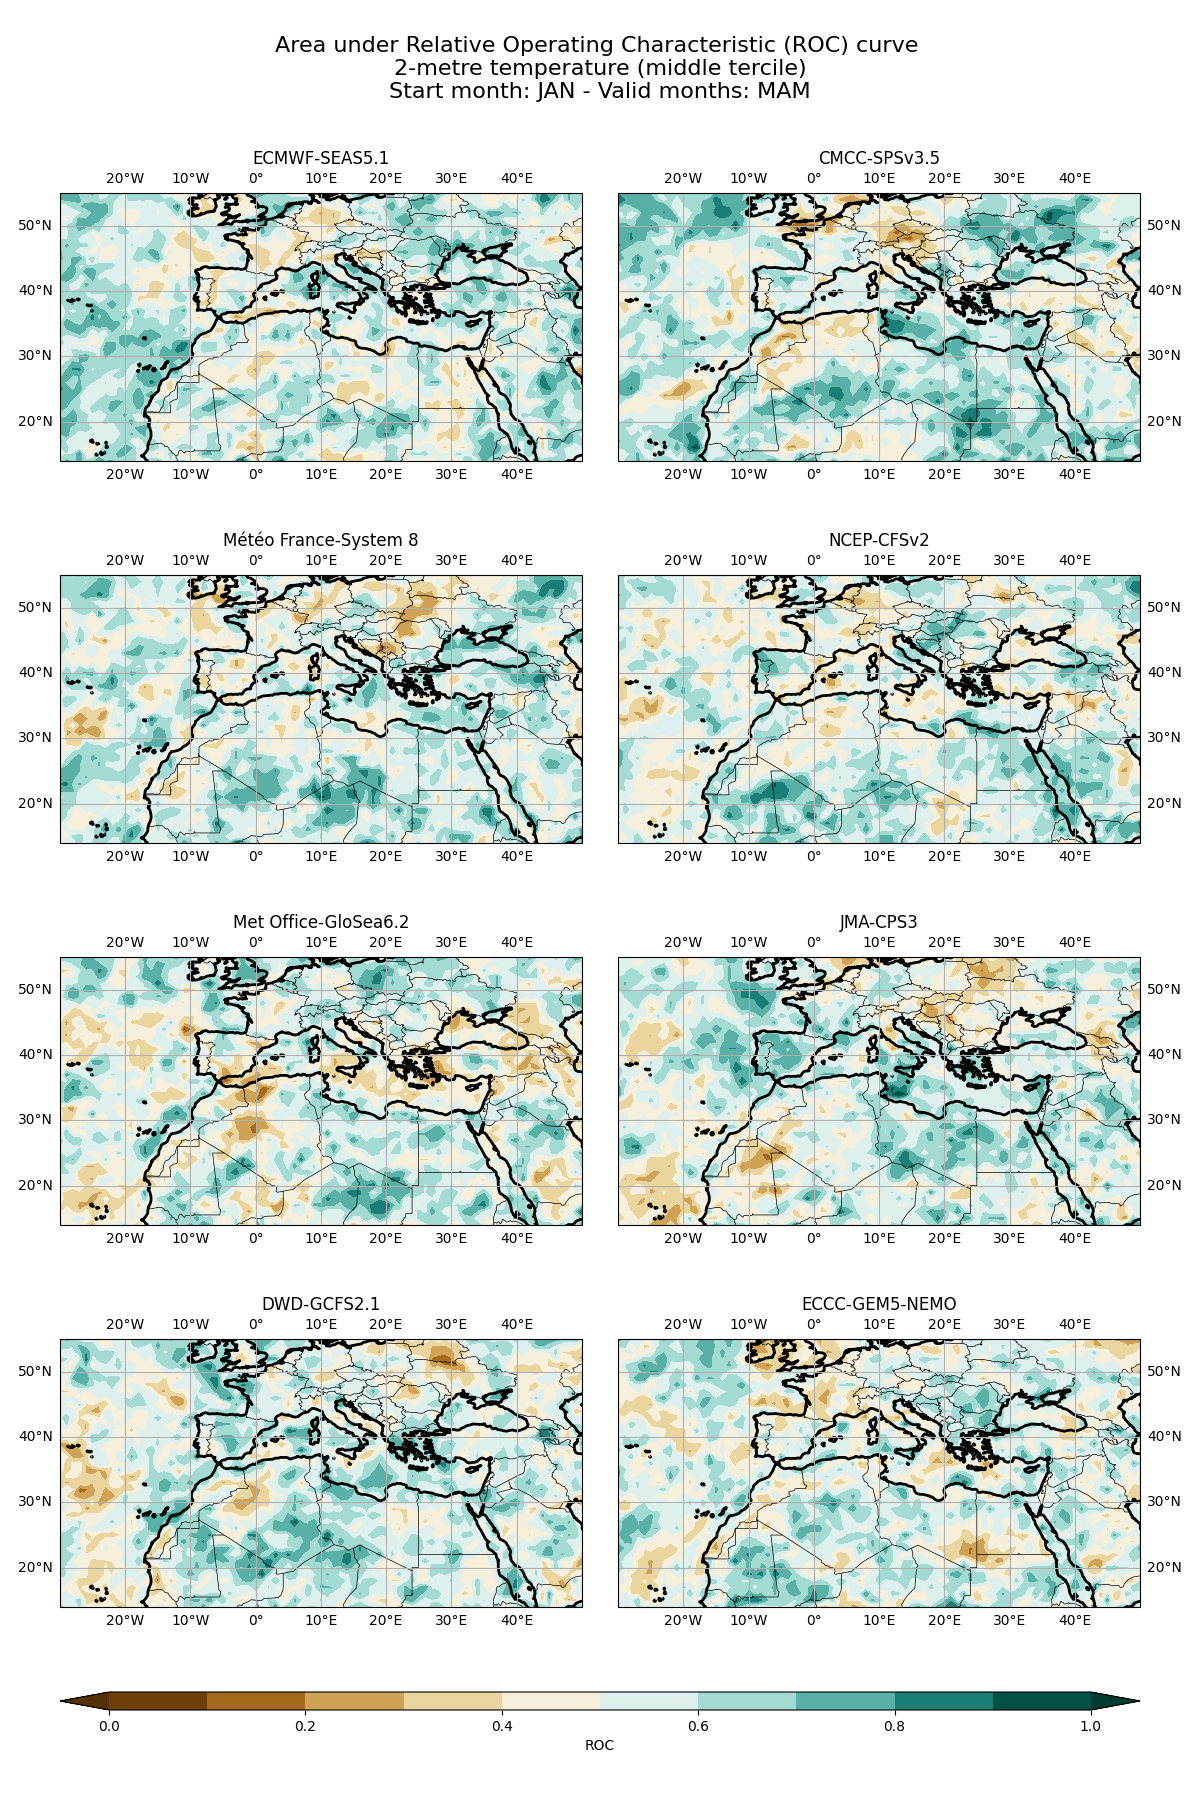 Area under Relative Operating Characteristic (ROC) curve
2-metre temperature (middle tercile)
Start month: JAN - Valid months: MAM
ECMWF-SEAS5.1
20°W 10°W 0° 10°E 20°E 30°E 40°E
50°N
40°N
30°N
20°N
20°W 10°W 0° 10°E 20°E 30°E 40°E
CMCC-SPSv3.5
20°W 10°W 0° 10°E 20°E 30°E 40°E
50°N
40°N
30°N
20°N
20°W 10°W 0° 10°E 20°E 30°E 40°E
Météo France-System 8
20°W 10°W 0° 10°E 20°E 30°E 40°E
50°N
40°N
30°N
20°N
20°W 10°W 0° 10°E 20°E 30°E 40°E
NCEP-CFSv2
20°W 10°W 0° 10°E 20°E 30°E 40°E
50°N
40°N
30°N
20°N
20°W 10°W 0° 10°E 20°E 30°E 40°E
Met Office-GloSea6.2
20°W 10°W 0° 10°E 20°E 30°E 40°E
50°N
40°N
30°N
20°N
20°W 10°W 0° 10°E 20°E 30°E 40°E
JMA-CPS3
20°W 10°W 0° 10°E 20°E 30°E 40°E
50°N
40°N
30°N
20°N
20°W 10°W 0° 10°E 20°E 30°E 40°E
DWD-GCFS2.1
20°W 10°W 0° 10°E 20°E 30°E 40°E
50°N
40°N
30°N
20°N
20°W 10°W 0° 10°E 20°E 30°E 40°E
ECCC-GEM5-NEMO
20°W 10°W 0° 10°E 20°E 30°E 40°E
50°N
40°N
30°N
20°N
20°W 10°W 0° 10°E 20°E 30°E 40°E
0.0 0.2 0.4 0.6 0.8 1.0
ROC